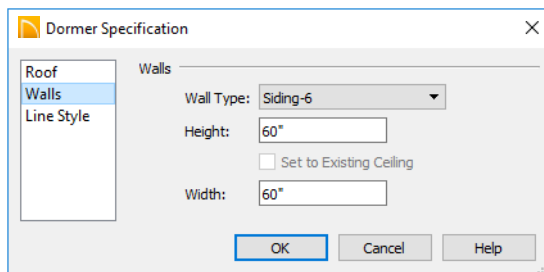 Dormer Specification
Roof
Walls
Line Style
Walls
Wall Type: Siding-6
Height: 60"
Set to Existing Ceiling
Width: 60"
OK Cancel Help